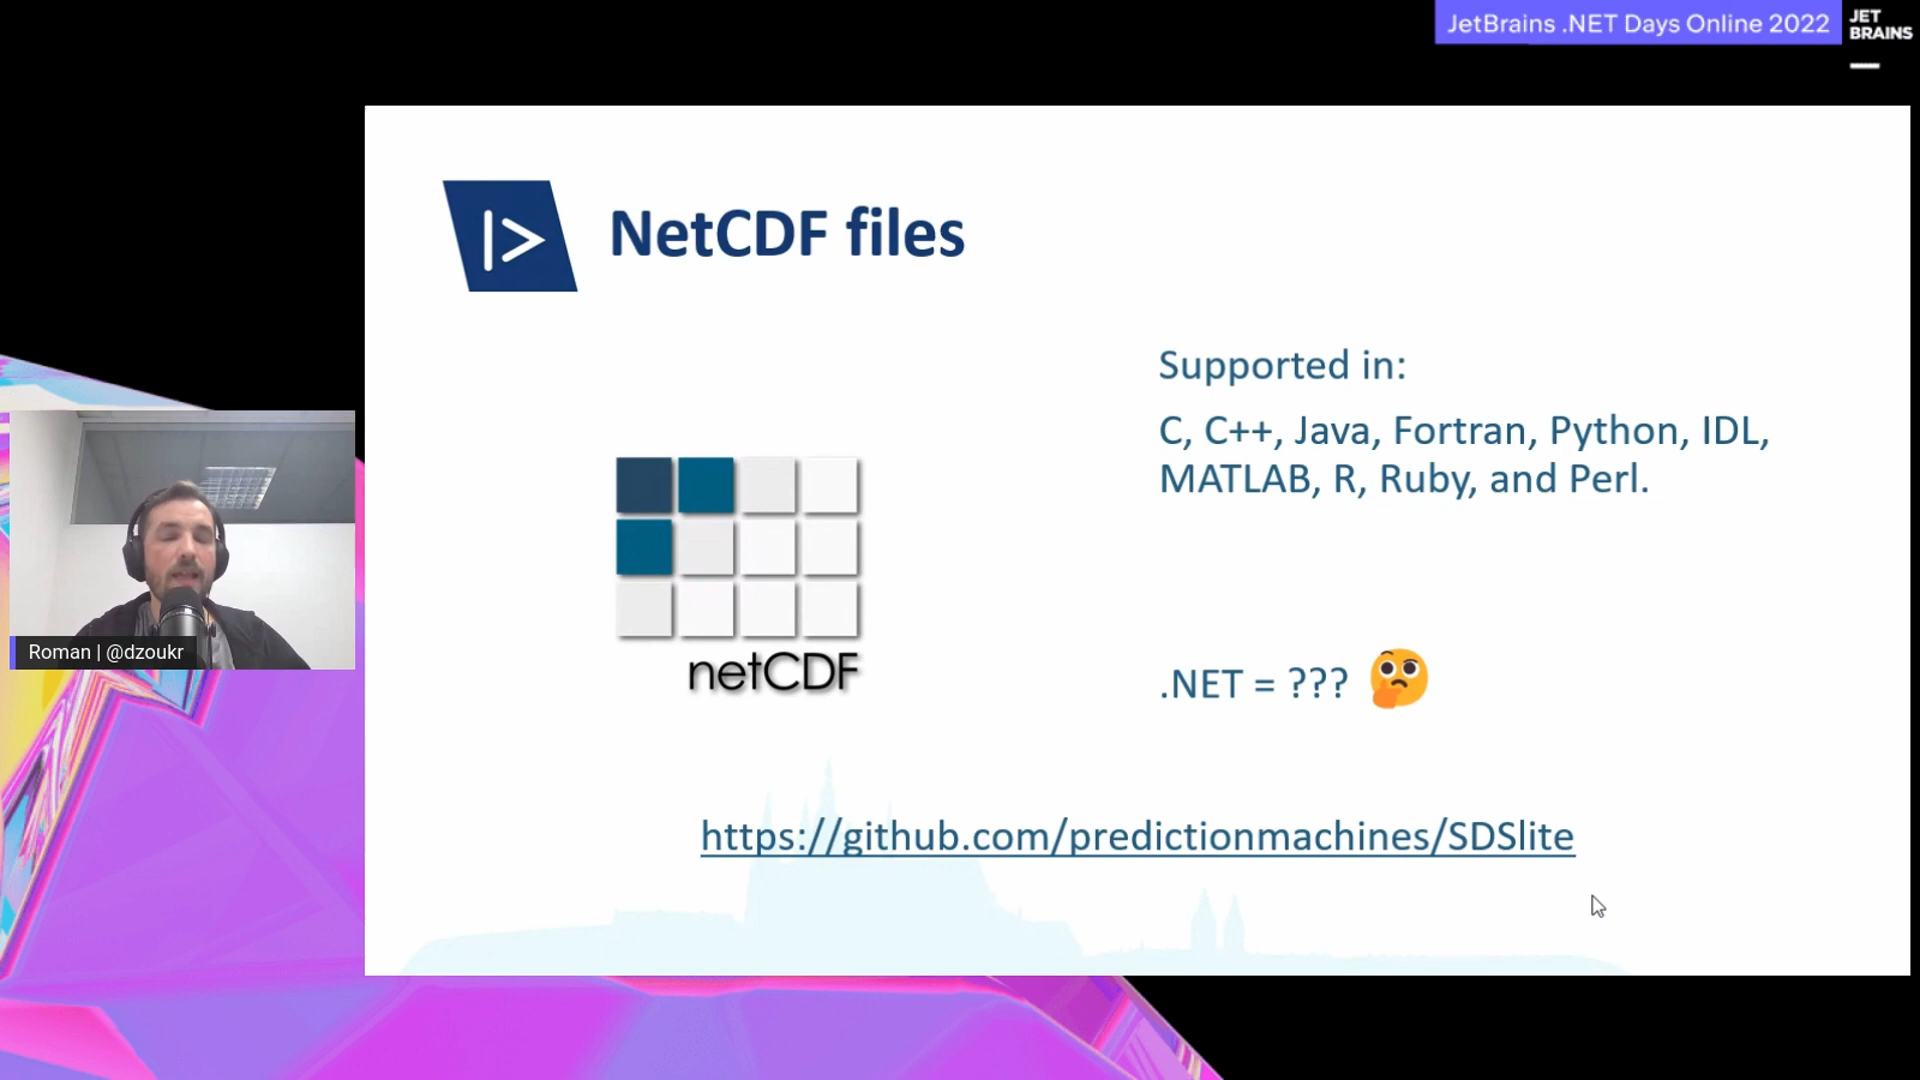 JetBrains .NET Days Online 2022
JET
BRAINS
|> NetCDF files
Supported in:
C, C++, Java, Fortran, Python, IDL,
MATLAB, R, Ruby, and Perl.
netCDF
.NET = ??? 🤔
https://github.com/predictionmachines/SDSlite
Roman | @dzoukr